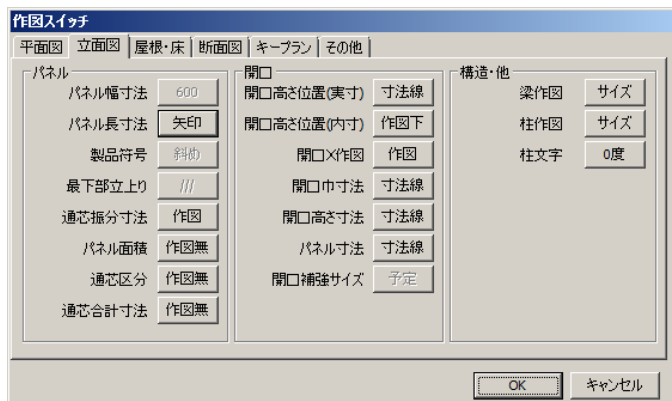 作図スイッチ
平面図 立面図 屋根・床 断面図 キープラン その他
パネル
パネル幅寸法 600
パネル長寸法 矢印
製品符号 斜め
最下部立上り ///
通芯振分寸法 作図
パネル面積 作図無
通芯区分 作図無
通芯合計寸法 作図無
開口
開口高さ位置(実寸) 寸法線
開口高さ位置(内寸) 作図下
開口X作図 作図
開口巾寸法 寸法線
開口高さ寸法 寸法線
パネル寸法 寸法線
開口補強サイズ 予定
構造・他
梁作図 サイズ
柱作図 サイズ
柱文字 0度
OK キャンセル